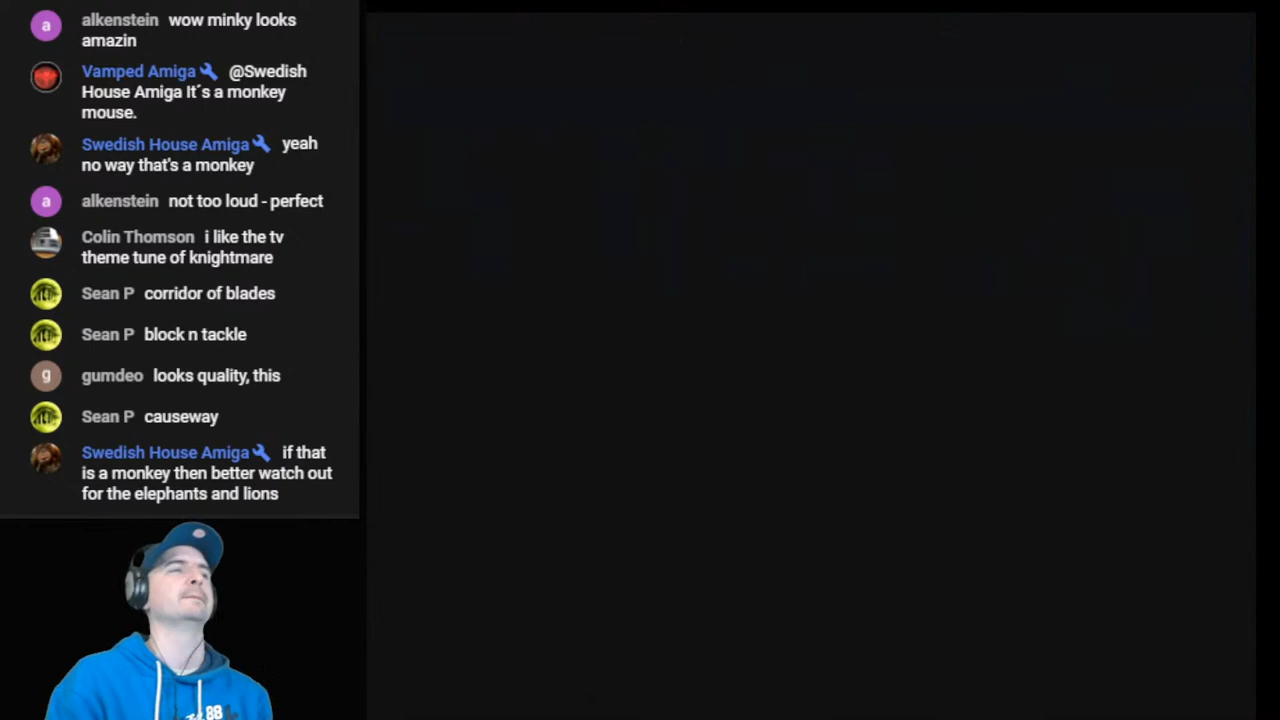 alkenstein wow minky looks
amazin
Vamped Amiga @Swedish
House Amiga It´s a monkey
mouse.
Swedish House Amiga yeah
no way that's a monkey
a alkenstein not too loud - perfect
Colin Thomson i like the tv
theme tune of knightmare
Sean P corridor of blades
Sean P block n tackle
g gumdeo looks quality, this
Sean P causeway
Swedish House Amiga if that
is a monkey then better watch out
for the elephants and lions
88